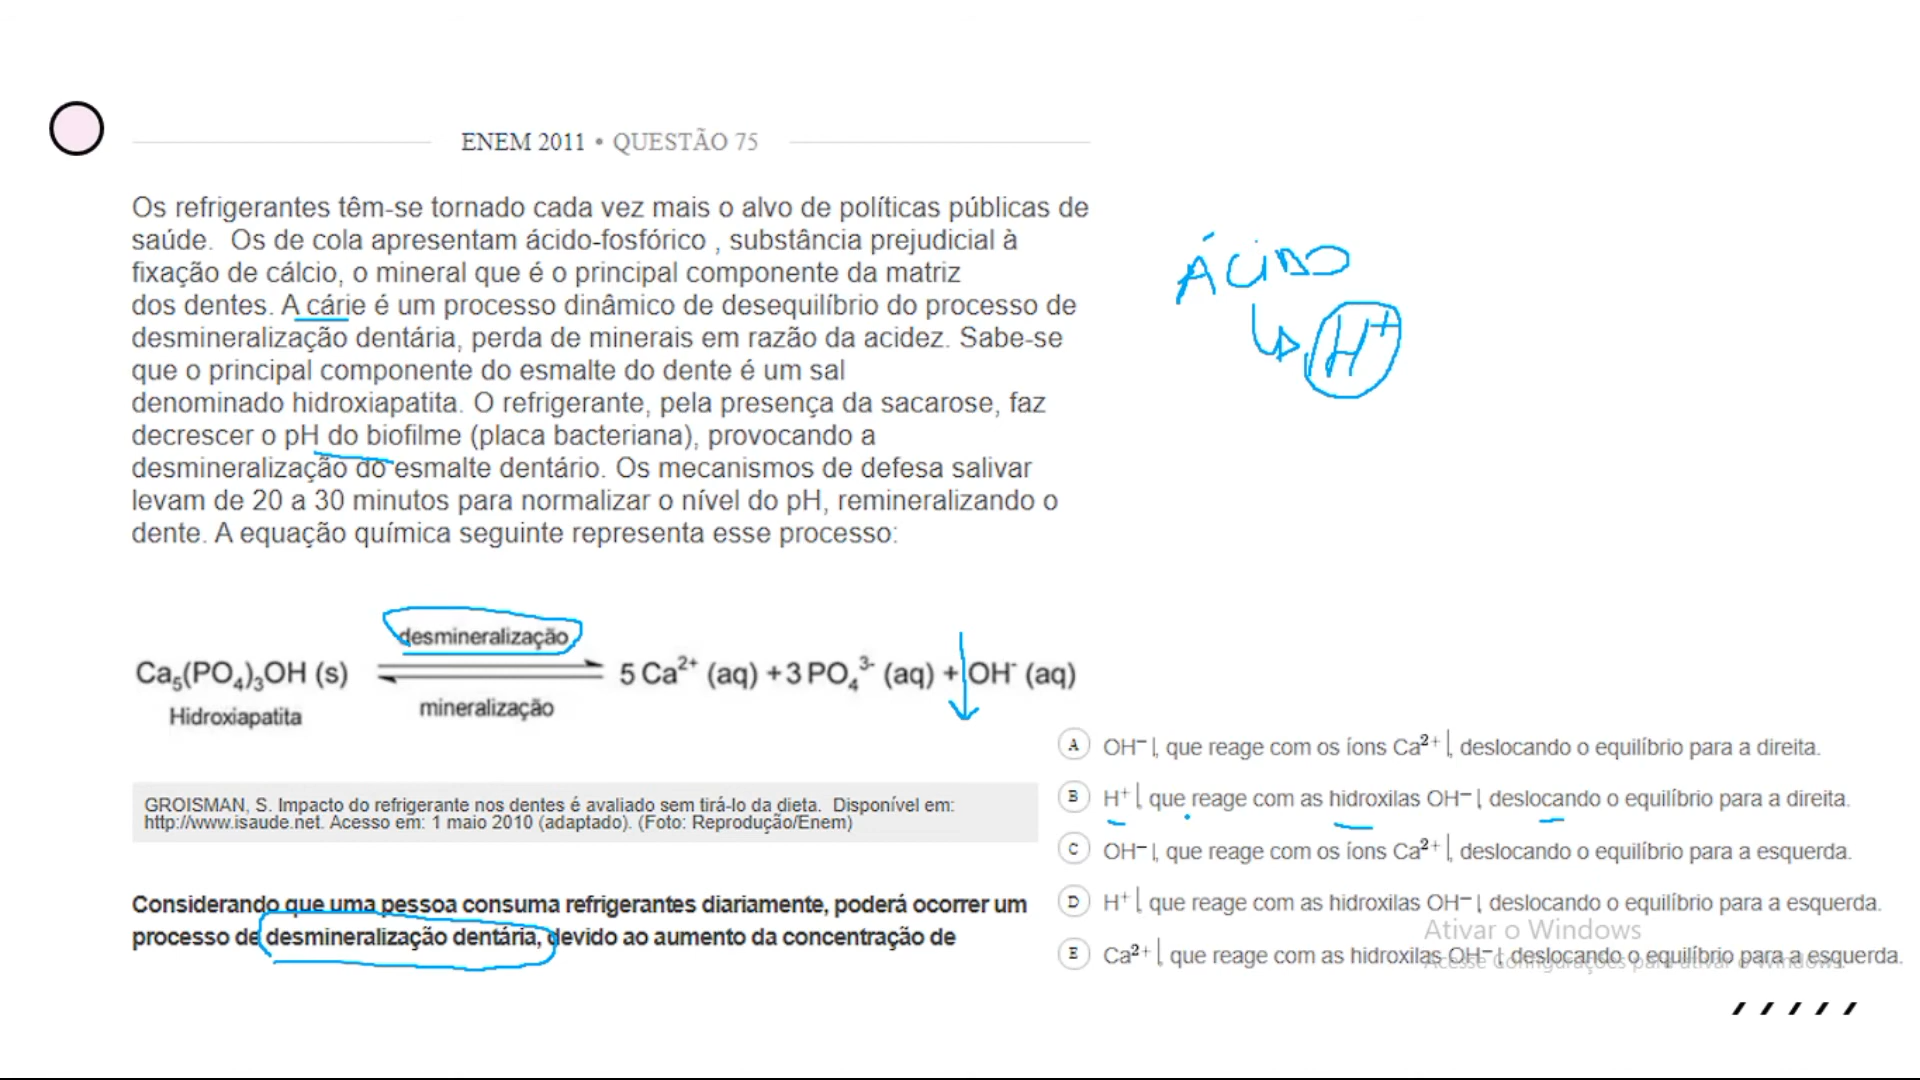 ENEM 2011 • QUESTÃO 75
Os refrigerantes têm-se tornado cada vez mais o alvo de políticas públicas de
saúde. Os de cola apresentam ácido-fosfórico , substância prejudicial à
fixação de cálcio, o mineral que é o principal componente da matriz
dos dentes. A cárie é um processo dinâmico de desequilíbrio do processo de
desmineralização dentária, perda de minerais em razão da acidez. Sabe-se
que o principal componente do esmalte do dente é um sal
denominado hidroxiapatita. O refrigerante, pela presença da sacarose, faz
decrescer o pH do biofilme (placa bacteriana), provocando a
desmineralização do esmalte dentário. Os mecanismos de defesa salivar
levam de 20 a 30 minutos para normalizar o nível do pH, remineralizando o
dente. A equação química seguinte representa esse processo:
ÁCIDO
H⁺
desmineralização
Ca₅(PO₄)₃OH (s) ⇌ 5 Ca²⁺ (aq) + 3 PO₄³⁻ (aq) + OH⁻ (aq)
Hidroxiapatita mineralização
GROISMAN, S. Impacto do refrigerante nos dentes é avaliado sem tirá-lo da dieta. Disponível em:
http://www.isaude.net. Acesso em: 1 maio 2010 (adaptado). (Foto: Reprodução/Enem)
Considerando que uma pessoa consuma refrigerantes diariamente, poderá ocorrer um
processo de desmineralização dentária, devido ao aumento da concentração de
A OH− |, que reage com os íons Ca²⁺ |, deslocando o equilíbrio para a direita.
B H⁺ |, que reage com as hidroxilas OH− |, deslocando o equilíbrio para a direita.
C OH− |, que reage com os íons Ca²⁺ |, deslocando o equilíbrio para a esquerda.
D H⁺ |, que reage com as hidroxilas OH− |, deslocando o equilíbrio para a esquerda.
E Ca²⁺ |, que reage com as hidroxilas OH− |, deslocando o equilíbrio para a esquerda.
Ativar o Windows
Acesse Configurações para ativar o Windows.